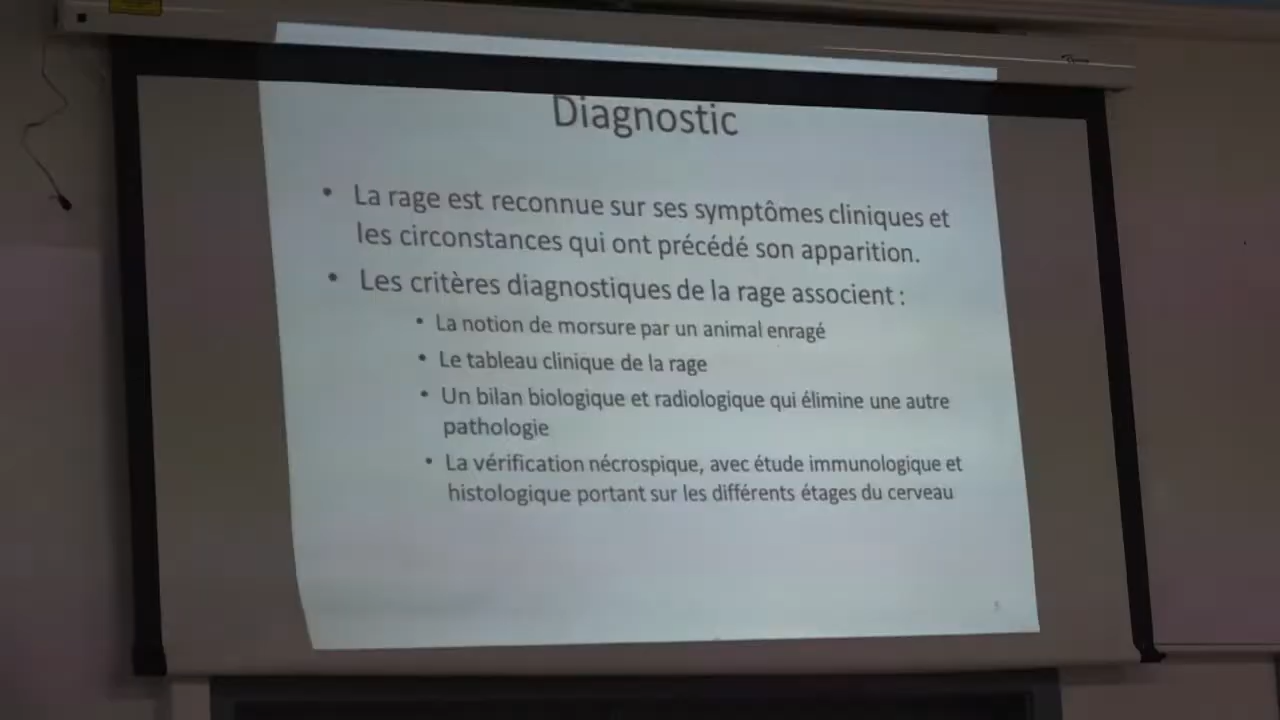 Diagnostic
• La rage est reconnue sur ses symptômes cliniques et
les circonstances qui ont précédé son apparition.
• Les critères diagnostiques de la rage associent :
• La notion de morsure par un animal enragé
• Le tableau clinique de la rage
• Un bilan biologique et radiologique qui élimine une autre
pathologie
• La vérification nécrospique, avec étude immunologique et
histologique portant sur les différents étages du cerveau